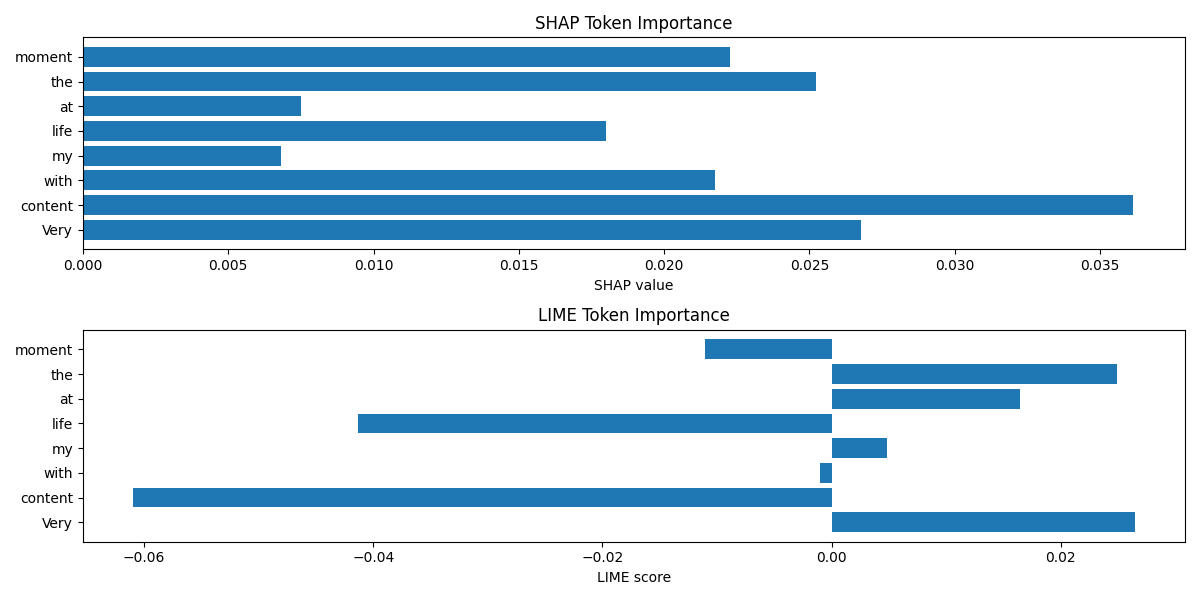 SHAP Token Importance
moment
the
at
life
my
with
content
Very
0.000 0.005 0.010 0.015 0.020 0.025 0.030 0.035
SHAP value
LIME Token Importance
moment
the
at
life
my
with
content
Very
−0.06 −0.04 −0.02 0.00 0.02
LIME score